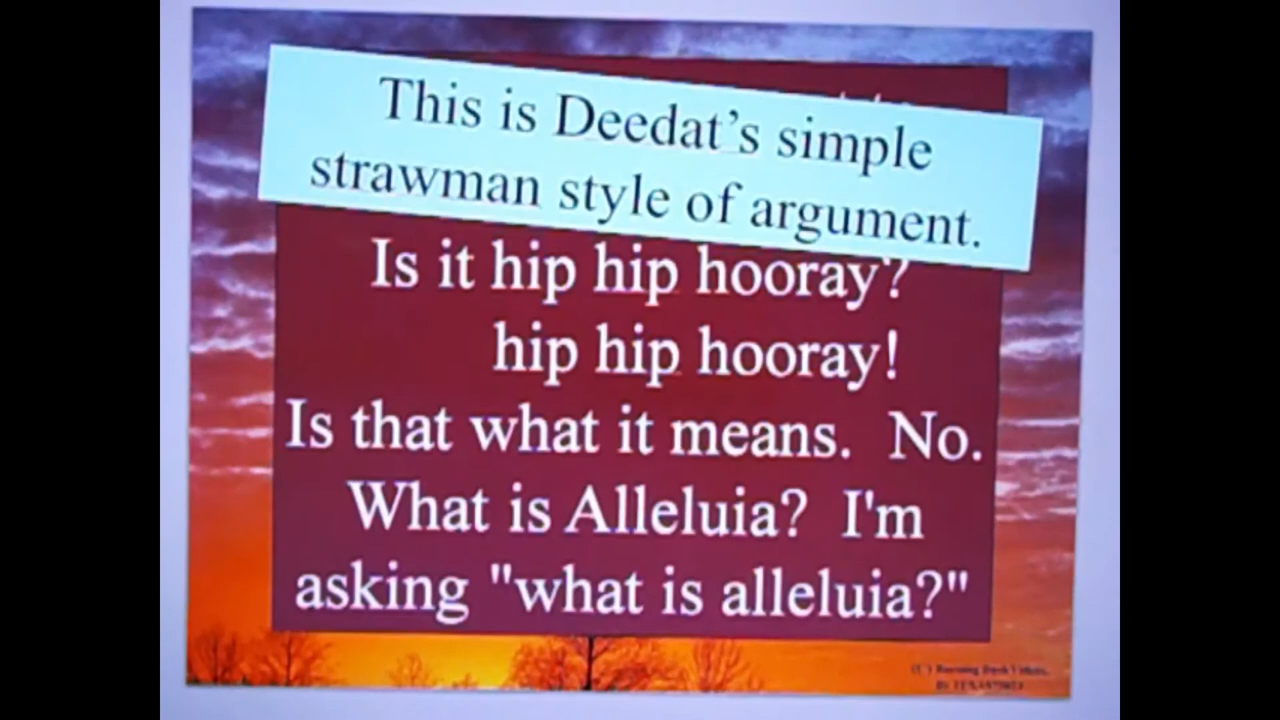 This is Deedat's simple
strawman style of argument.
Is it hip hip hooray?
hip hip hooray!
Is that what it means.  No.
What is Alleluia?  I'm
asking "what is alleluia?"